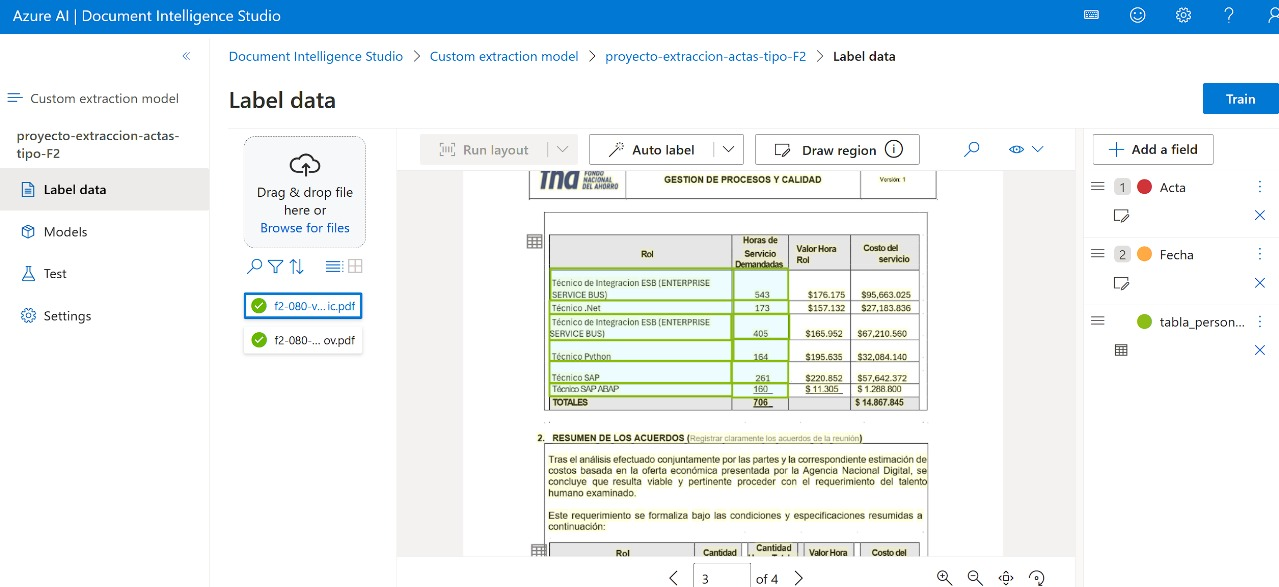 Azure AI | Document Intelligence Studio
Document Intelligence Studio > Custom extraction model > proyecto-extraccion-actas-tipo-F2 > Label data
Label data
Train
Custom extraction model
proyecto-extraccion-actas-
tipo-F2
Label data
Models
Test
Settings
Drag & drop file
here or
Browse for files
f2-080-v...ic.pdf
f2-080-... ov.pdf
Run layout
Auto label
Draw region
fna FONDO NACIONAL DEL AHORRO
GESTION DE PROCESOS Y CALIDAD
Versión: 1
Rol | Horas de Servicio Demandadas | Valor Hora Rol | Costo del servicio
Técnico de Integracion ESB (ENTERPRISE SERVICE BUS) 543 $176.175 $95,663.025
Técnico .Net 173 $157.132 $27,183.836
Técnico de Integracion ESB (ENTERPRISE SERVICE BUS) 405 $165.952 $67,210.560
Técnico Python 164 $195.635 $32,084.140
Técnico SAP 261 $220.852 $57,642.372
Técnico SAP ABAP 160 $ 11.305 $ 1.288.800
TOTALES 706 $ 14.867.845
2. RESUMEN DE LOS ACUERDOS (Registrar claramente los acuerdos de la reunión)
Tras el análisis efectuado conjuntamente por las partes y la correspondiente estimación de
costos basada en la oferta económica presentada por la Agencia Nacional Digital, se
concluye que resulta viable y pertinente proceder con el requerimiento del talento
humano examinado.
Este requerimiento se formaliza bajo las condiciones y especificaciones resumidas a
continuación:
Rol Cantidad Cantidad Valor Hora Costo del
3 of 4
Add a field
1 Acta
2 Fecha
tabla_person...